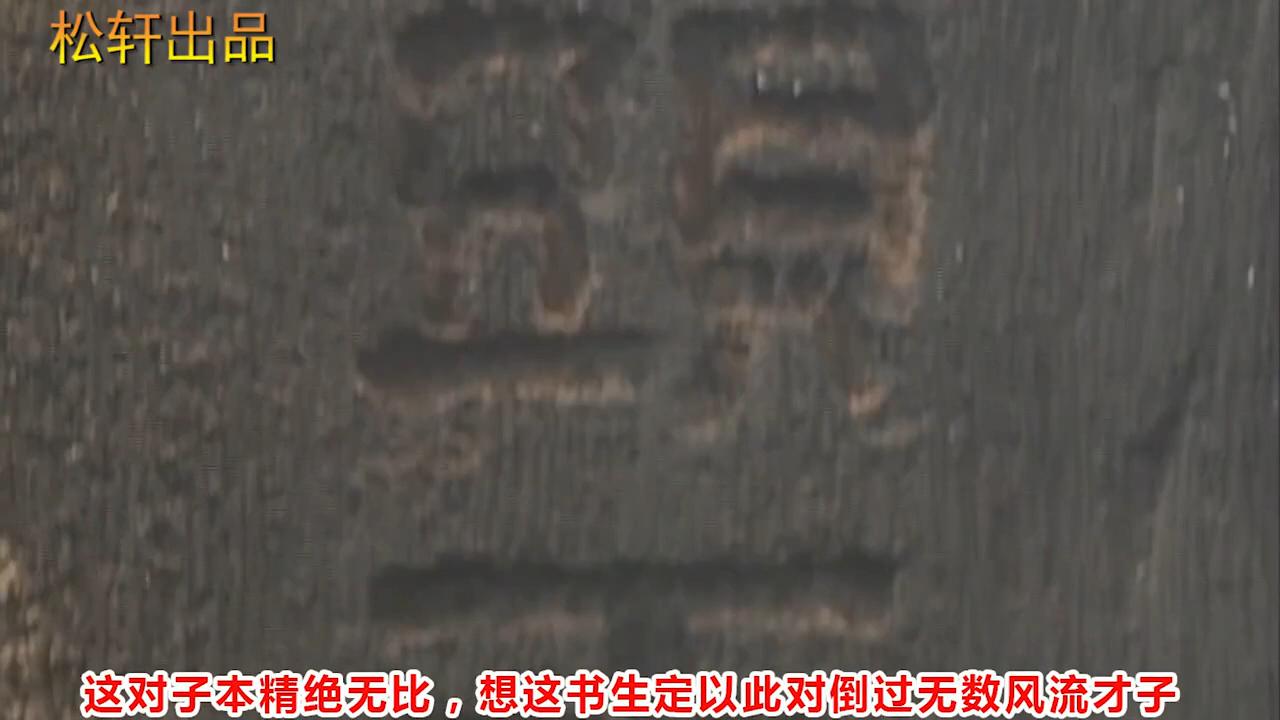 松轩出品
题
这对子本精绝无比，想这书生定以此对倒过无数风流才子